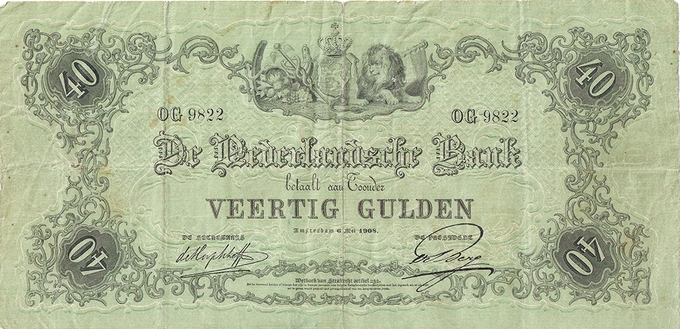 40 40
OG 9822 OG 9822
De Nederlandsche Bank
betaalt aan Toonder
VEERTIG GULDEN
Amsterdam 6 Mei 1908.
DE SECRETARIS DE PRESIDENT
40 40
Wetboek van Strafrecht artikel